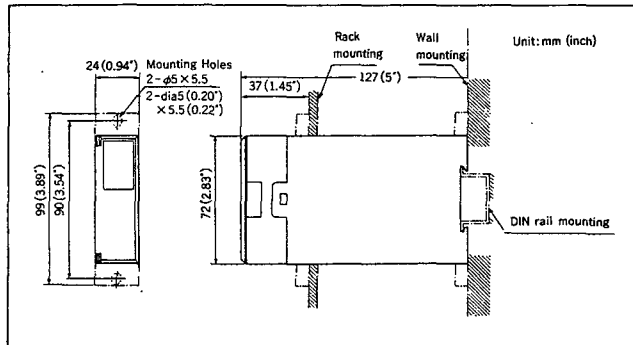 Rack
mounting
Wall
mounting
Unit: mm (inch)
24 (0.94″)
Mounting Holes
2-φ5 × 5.5
2-dia5 (0.20″)
× 5.5 (0.22″)
127 (5″)
37 (1.45″)
99 (3.89″)
90 (3.54″)
72 (2.83″)
DIN rail mounting